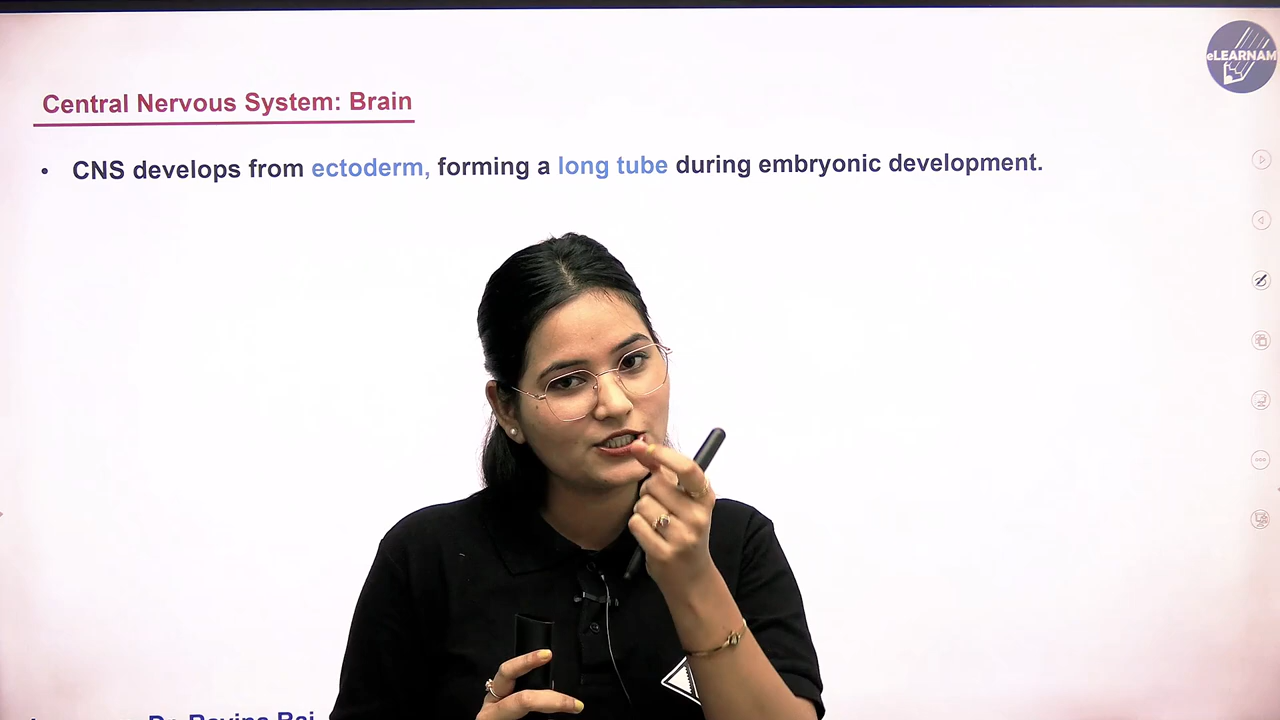 eLEARNAM
Central Nervous System: Brain
• CNS develops from ectoderm, forming a long tube during embryonic development.